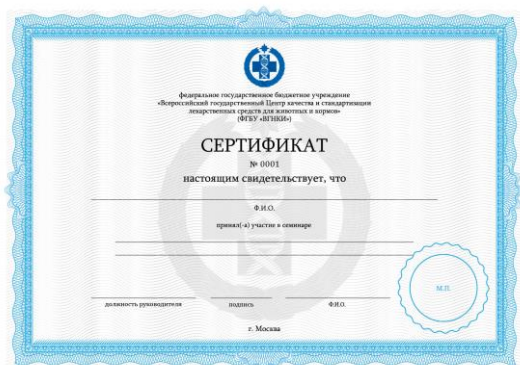 федеральное государственное бюджетное учреждение
«Всероссийский государственный Центр качества и стандартизации
лекарственных средств для животных и кормов»
(ФГБУ «ВГНКИ»)
СЕРТИФИКАТ
№ 0001
настоящим свидетельствует, что
Ф.И.О.
принял(-а) участие в семинаре
должность руководителя подпись Ф.И.О.
М.П.
г. Москва